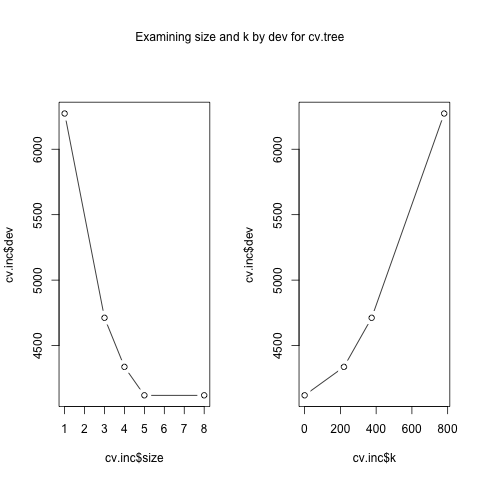 Examining size and k by dev for cv.tree
cv.inc$dev
6000
5500
5000
4500
1 2 3 4 5 6 7 8
cv.inc$size
cv.inc$dev
6000
5500
5000
4500
0 200 400 600 800
cv.inc$k